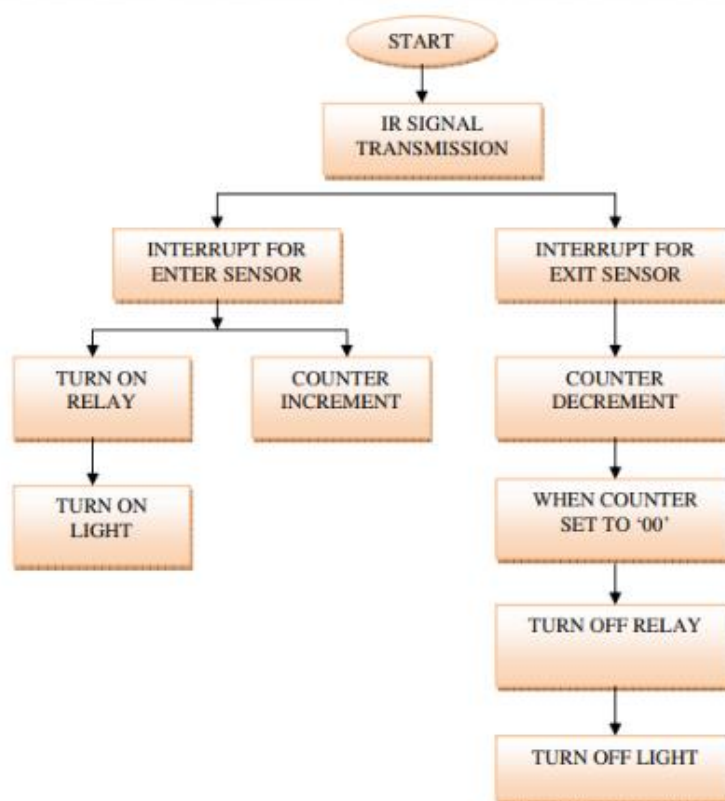 START
IR SIGNAL
TRANSMISSION
INTERRUPT FOR
ENTER SENSOR
INTERRUPT FOR
EXIT SENSOR
TURN ON
RELAY
COUNTER
INCREMENT
COUNTER
DECREMENT
TURN ON
LIGHT
WHEN COUNTER
SET TO ‘00’
TURN OFF RELAY
TURN OFF LIGHT